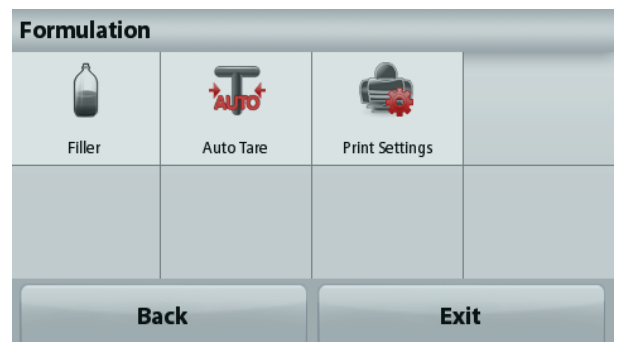 Formulation
AUTO
Filler
Auto Tare
Print Settings
Back
Exit